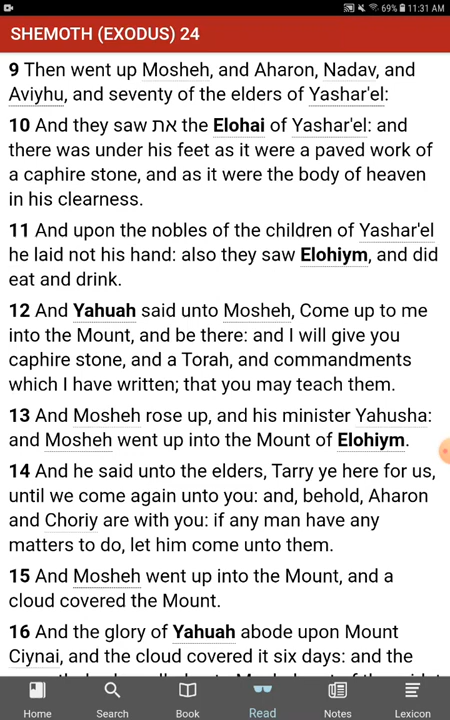 69% 11:31 AM
SHEMOTH (EXODUS) 24
9 Then went up Mosheh, and Aharon, Nadav, and
Aviyhu, and seventy of the elders of Yashar'el:
10 And they saw את the Elohai of Yashar'el: and
there was under his feet as it were a paved work of
a caphire stone, and as it were the body of heaven
in his clearness.
11 And upon the nobles of the children of Yashar'el
he laid not his hand: also they saw Elohiym, and did
eat and drink.
12 And Yahuah said unto Mosheh, Come up to me
into the Mount, and be there: and I will give you
caphire stone, and a Torah, and commandments
which I have written; that you may teach them.
13 And Mosheh rose up, and his minister Yahusha:
and Mosheh went up into the Mount of Elohiym.
14 And he said unto the elders, Tarry ye here for us,
until we come again unto you: and, behold, Aharon
and Choriy are with you: if any man have any
matters to do, let him come unto them.
15 And Mosheh went up into the Mount, and a
cloud covered the Mount.
16 And the glory of Yahuah abode upon Mount
Ciynai, and the cloud covered it six days: and the
Home Search Book Read Notes Lexicon